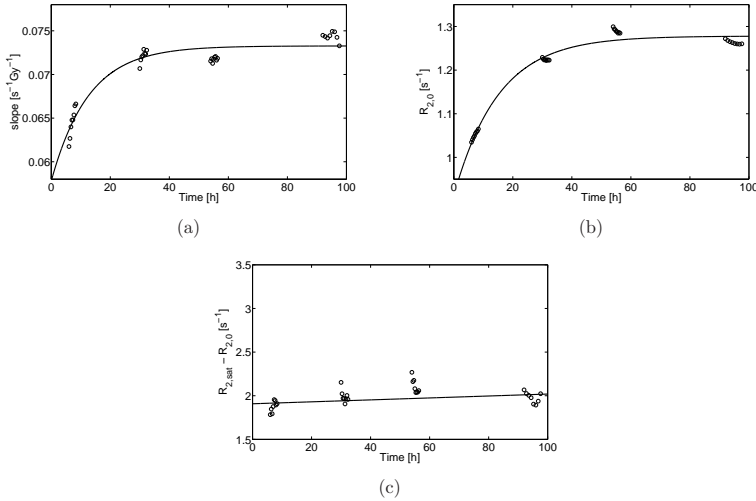 0.075
0.07
0.065
0.06
slope [s⁻¹Gy⁻¹]
0 20 40 60 80 100
Time [h]
(a)
1.3
1.2
1.1
1
R₂,₀ [s⁻¹]
0 20 40 60 80 100
Time [h]
(b)
3.5
3
2.5
2
1.5
R₂,sat − R₂,₀ [s⁻¹]
0 20 40 60 80 100
Time [h]
(c)